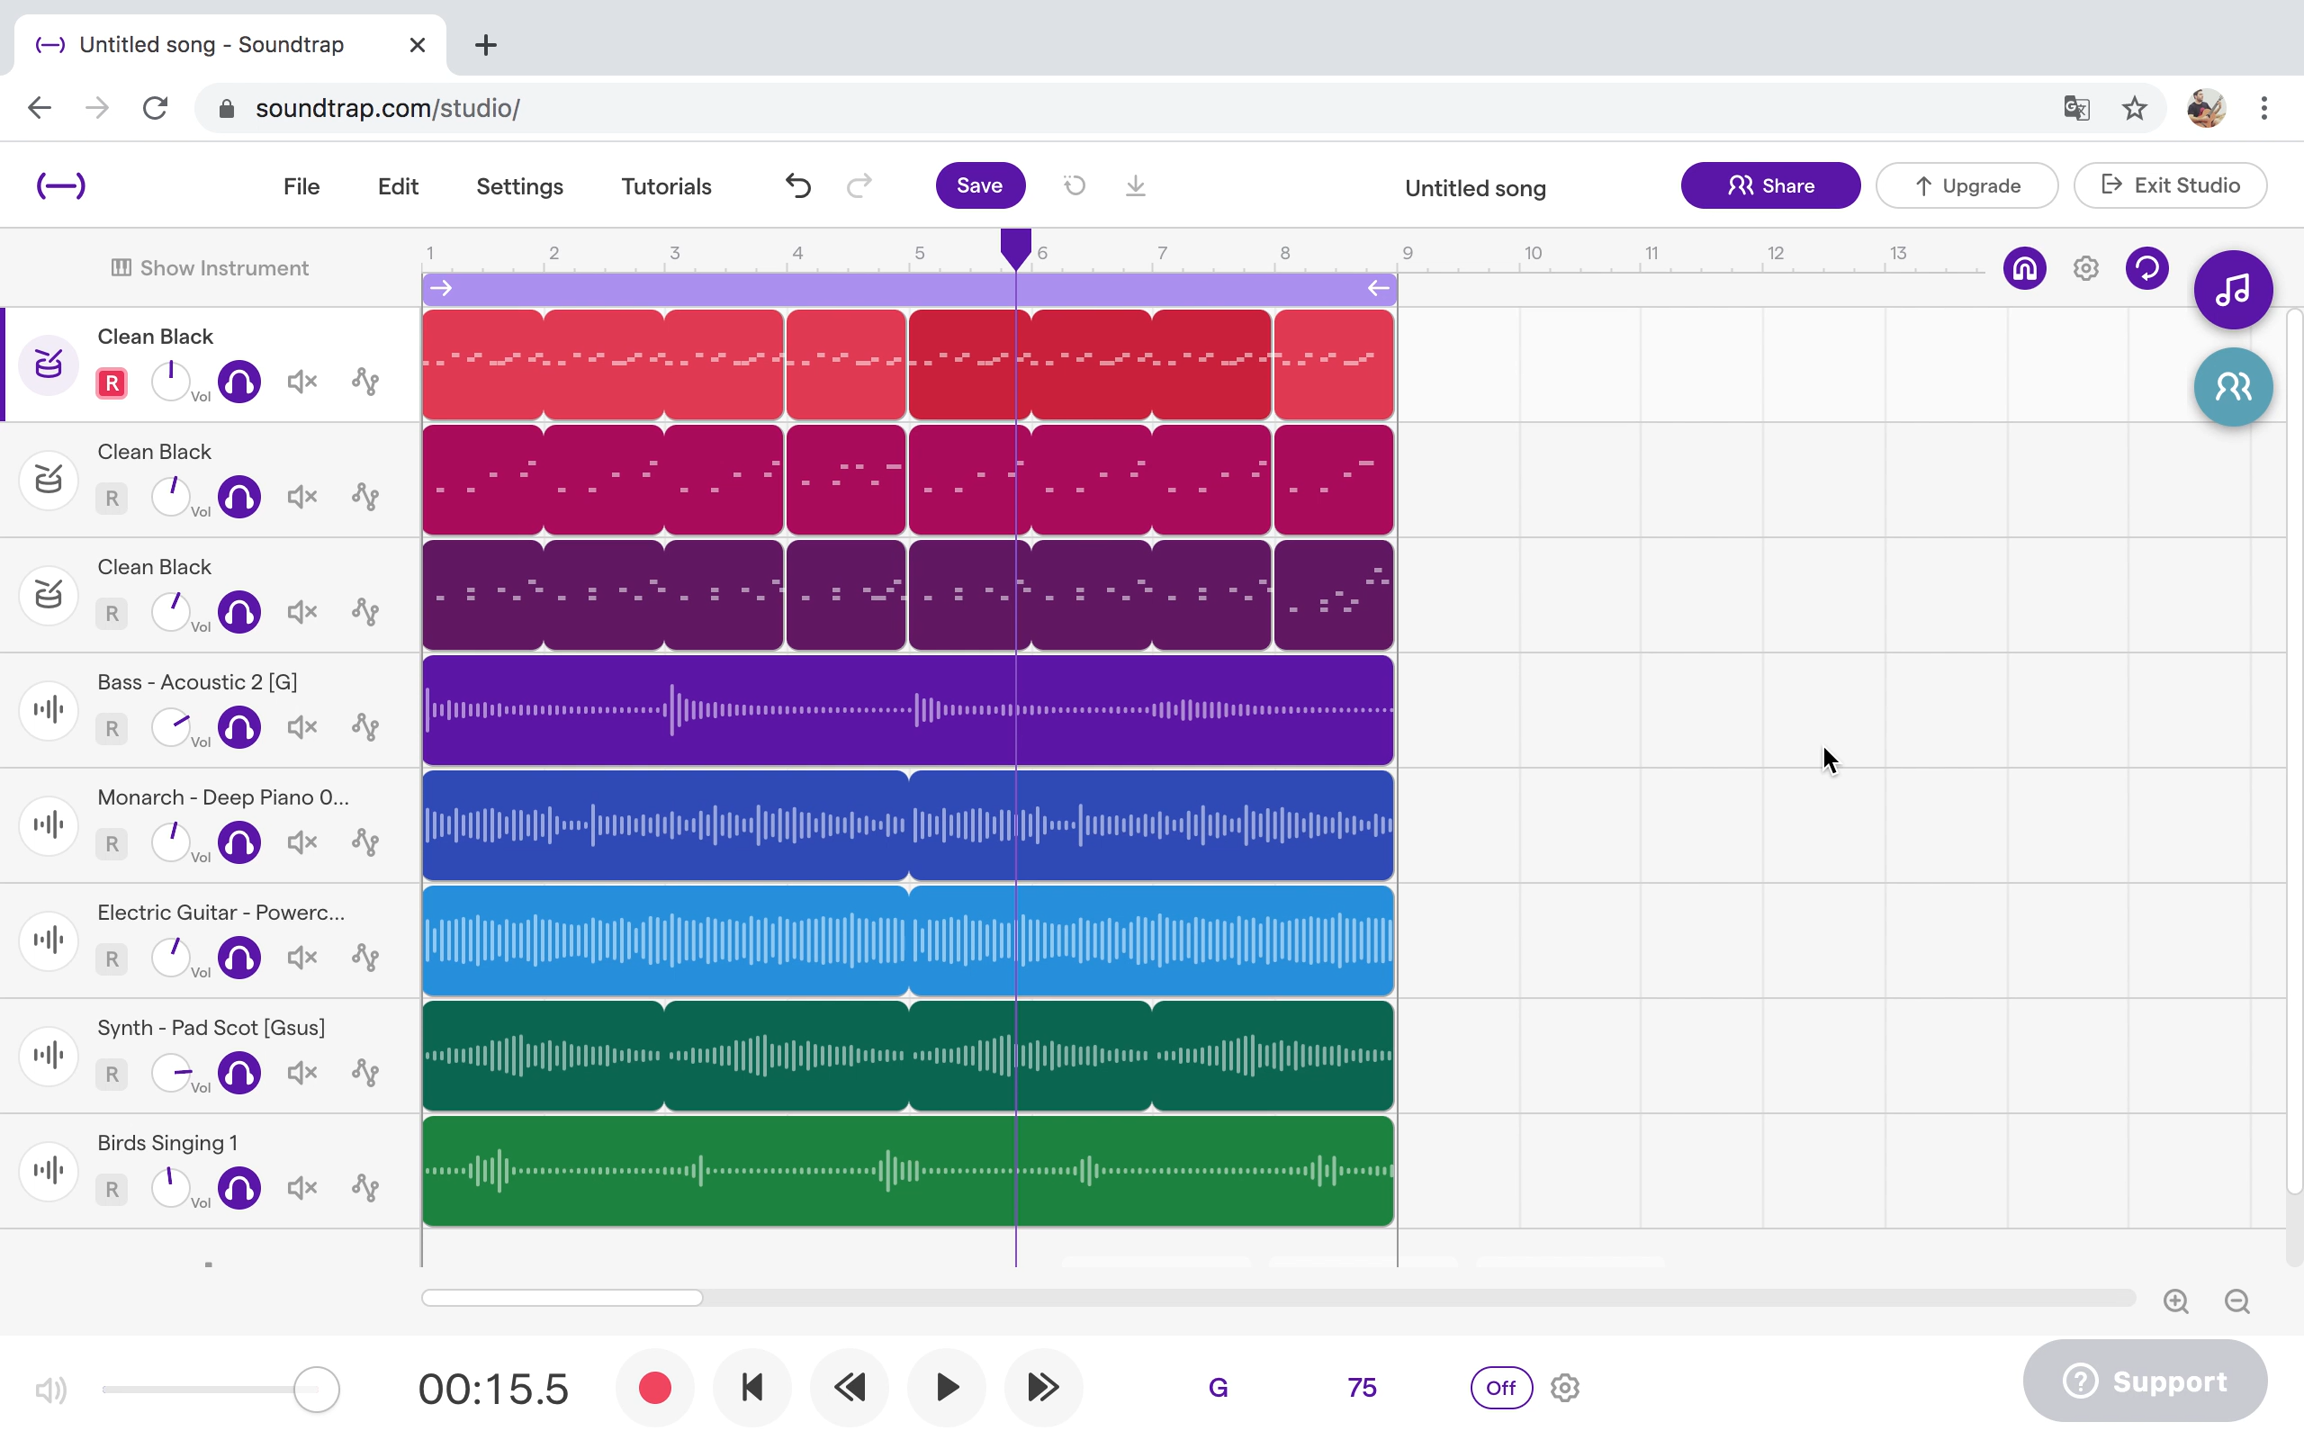 Untitled song - Soundtrap
soundtrap.com/studio/
File Edit Settings Tutorials Save Untitled song Share Upgrade Exit Studio
Show Instrument 1 2 3 4 5 6 7 8 9 10 11 12 13
Clean Black
R Vol
Clean Black
R Vol
Clean Black
R Vol
Bass - Acoustic 2 [G]
R Vol
Monarch - Deep Piano 0...
R Vol
Electric Guitar - Powerc...
R Vol
Synth - Pad Scot [Gsus]
R Vol
Birds Singing 1
R Vol
00:15.5 G 75 Off Support